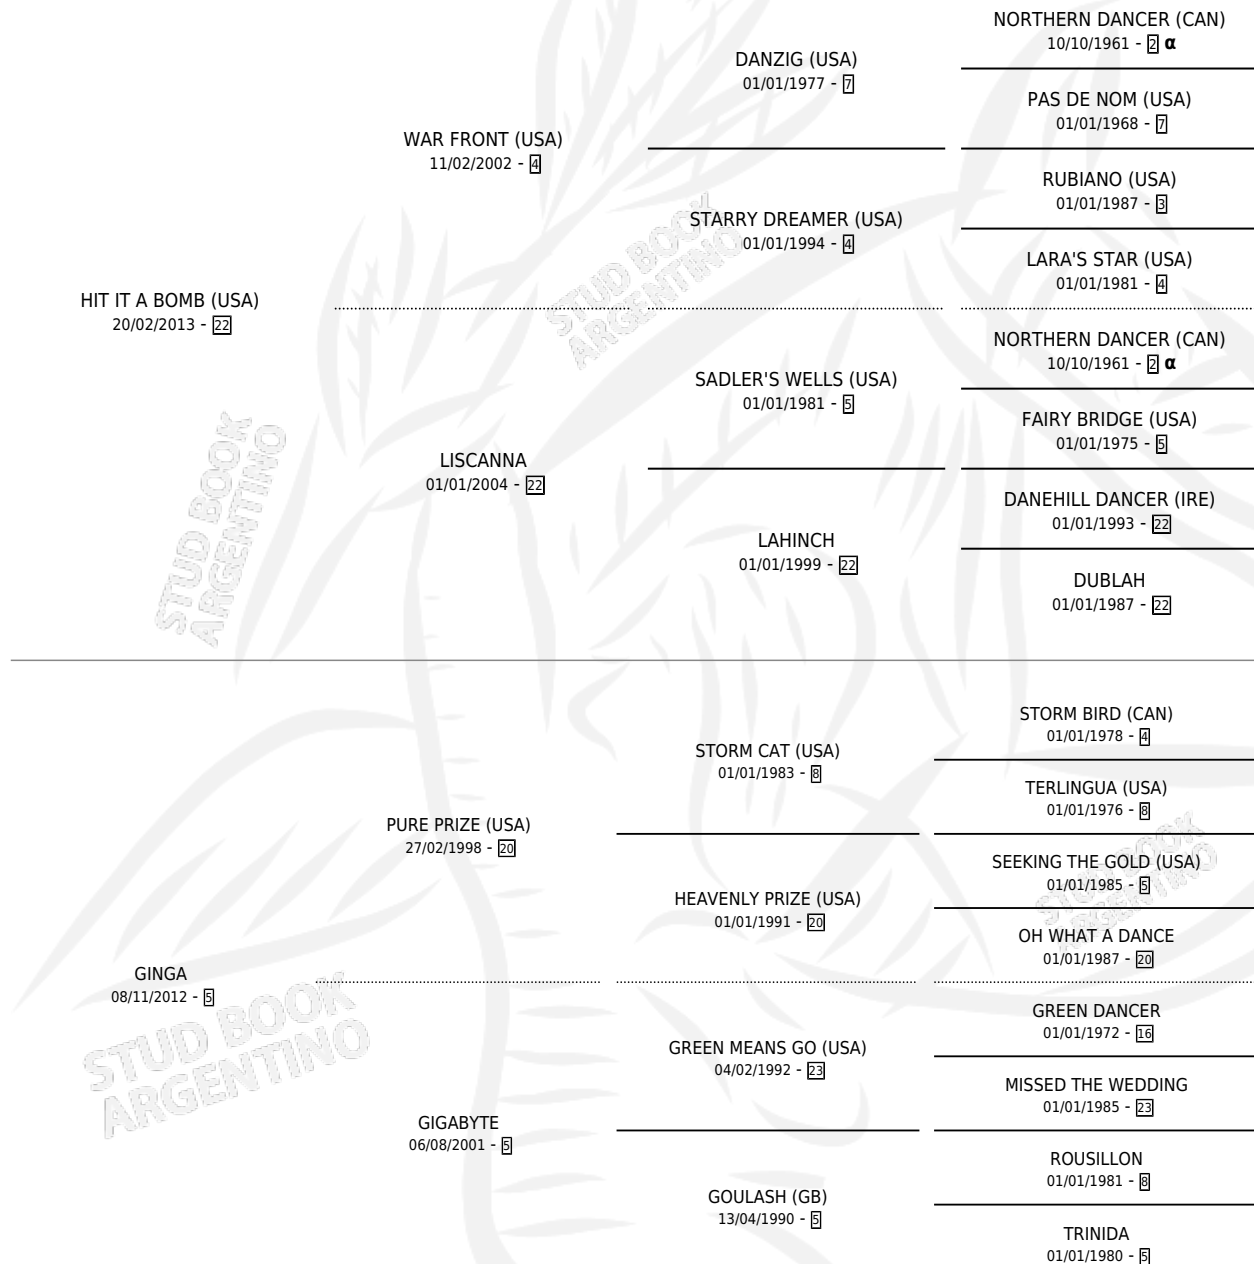 NORTHERN DANCER (CAN)
10/10/1961 - 2 α
DANZIG (USA)
01/01/1977 - 7
PAS DE NOM (USA)
01/01/1968 - 7
WAR FRONT (USA)
11/02/2002 - 4
RUBIANO (USA)
01/01/1987 - 3
STARRY DREAMER (USA)
01/01/1994 - 4
LARA'S STAR (USA)
01/01/1981 - 4
HIT IT A BOMB (USA)
20/02/2013 - 22
NORTHERN DANCER (CAN)
10/10/1961 - 2 α
SADLER'S WELLS (USA)
01/01/1981 - 5
FAIRY BRIDGE (USA)
01/01/1975 - 5
LISCANNA
01/01/2004 - 22
DANEHILL DANCER (IRE)
01/01/1993 - 22
LAHINCH
01/01/1999 - 22
DUBLAH
01/01/1987 - 22
STORM BIRD (CAN)
01/01/1978 - 4
STORM CAT (USA)
01/01/1983 - 8
TERLINGUA (USA)
01/01/1976 - 8
PURE PRIZE (USA)
27/02/1998 - 20
SEEKING THE GOLD (USA)
01/01/1985 - 5
HEAVENLY PRIZE (USA)
01/01/1991 - 20
OH WHAT A DANCE
01/01/1987 - 20
GINGA
08/11/2012 - 5
GREEN DANCER
01/01/1972 - 16
GREEN MEANS GO (USA)
04/02/1992 - 23
MISSED THE WEDDING
01/01/1985 - 23
GIGABYTE
06/08/2001 - 5
ROUSILLON
01/01/1981 - 8
GOULASH (GB)
13/04/1990 - 5
TRINIDA
01/01/1980 - 5
STUD BOOK
ARGENTINO
STUD BOOK
ARGENTINO
STUD BOOK
ARGENTINO
STUD BOOK
ARGENTINO